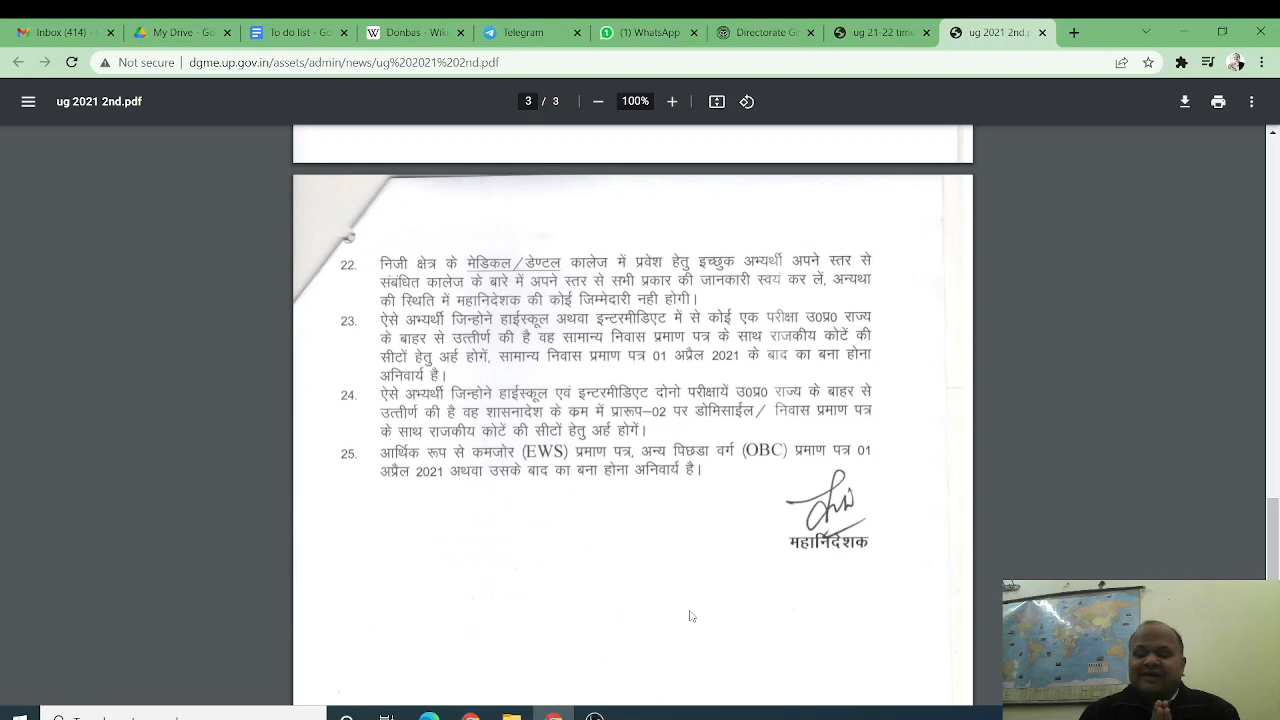 Inbox (414) -
My Drive - Go
To do list - Go
Donbas - Wiki
Telegram
(1) WhatsApp
Directorate Ge
ug 21-22 time
ug 2021 2nd.p
Not secure
dgme.up.gov.in/assets/admin/news/ug%202021%202nd.pdf
ug 2021 2nd.pdf
3 / 3
100%
22. निजी क्षेत्र के मेडिकल/डेण्टल कालेज में प्रवेश हेतु इच्छुक अभ्यर्थी अपने स्तर से
संबंधित कालेज के बारे में अपने स्तर से सभी प्रकार की जानकारी स्वयं कर लें, अन्यथा
की स्थिति में महानिदेशक की कोई जिम्मेदारी नही होगी।
23. ऐसे अभ्यर्थी जिन्होने हाईस्कूल अथवा इन्टरमीडिएट में से कोई एक परीक्षा उ0प्र0 राज्य
के बाहर से उत्तीर्ण की है वह सामान्य निवास प्रमाण पत्र के साथ राजकीय कोटें की
सीटों हेतु अर्ह होगें, सामान्य निवास प्रमाण पत्र 01 अप्रैल 2021 के बाद का बना होना
अनिवार्य है।
24. ऐसे अभ्यर्थी जिन्होने हाईस्कूल एवं इन्टरमीडिएट दोनो परीक्षायें उ0प्र0 राज्य के बाहर से
उत्तीर्ण की है वह शासनादेश के कम में प्रारूप–02 पर डोमिसाईल/ निवास प्रमाण पत्र
के साथ राजकीय कोटें की सीटों हेतु अर्ह होगें।
25. आर्थिक रूप से कमजोर (EWS) प्रमाण पत्र, अन्य पिछडा वर्ग (OBC) प्रमाण पत्र 01
अप्रैल 2021 अथवा उसके बाद का बना होना अनिवार्य है।
महानिदेशक